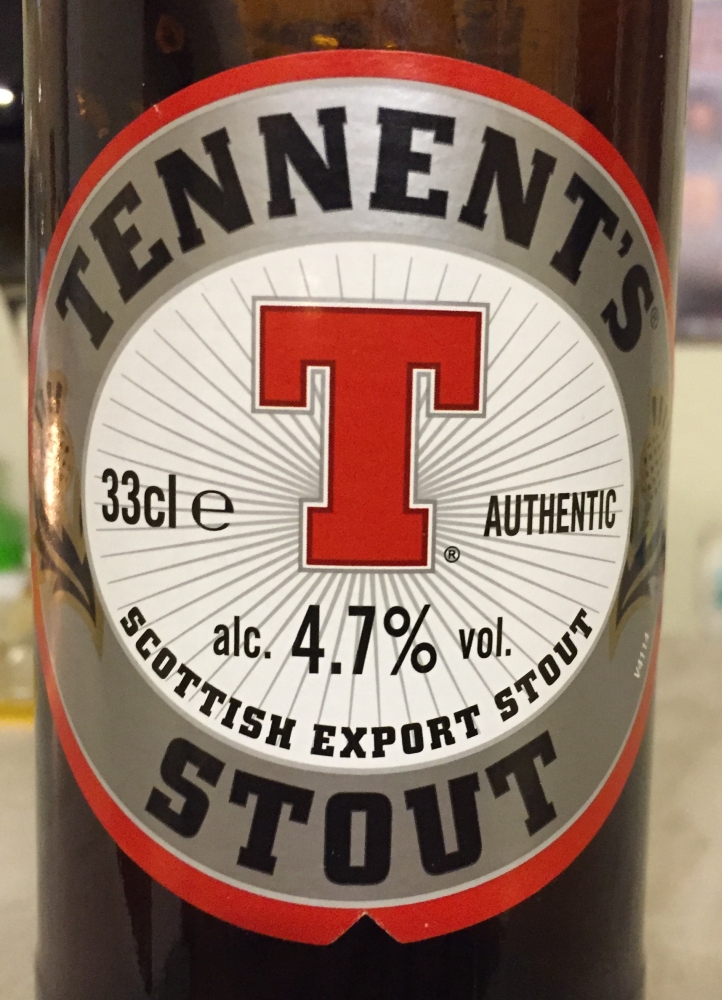 TENNENT'S®
T®
33cl e
AUTHENTIC
alc. 4.7% vol.
SCOTTISH EXPORT STOUT
STOUT